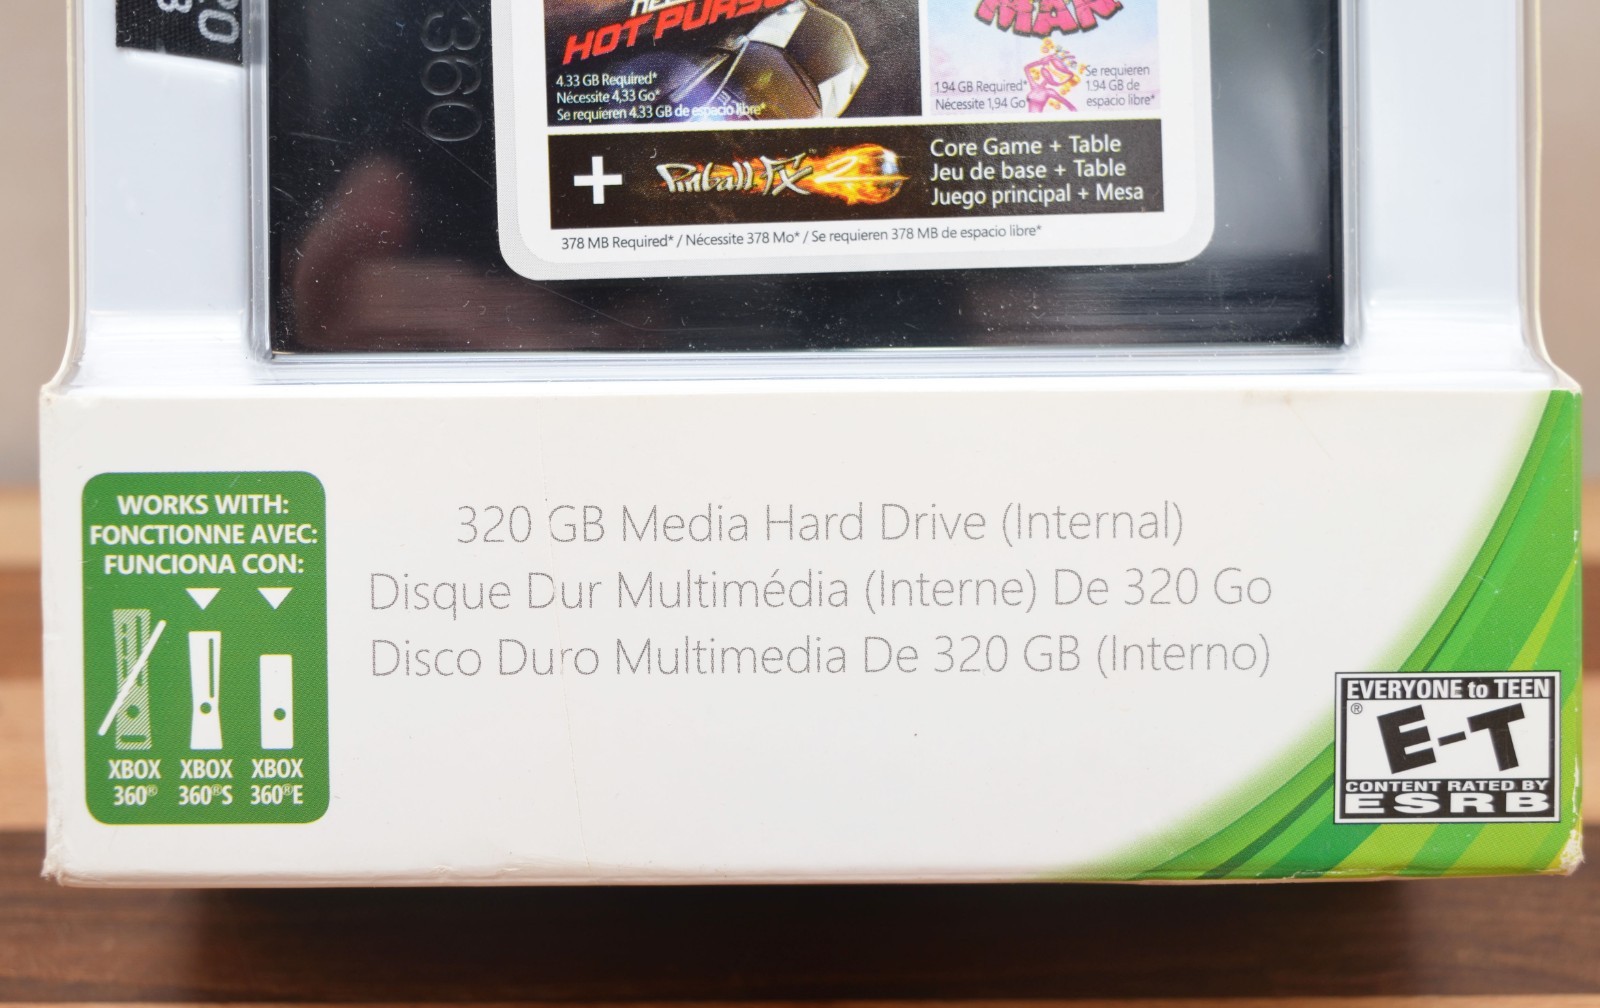 360
HOT PURSU
4.33 GB Required*
Nécessite 4,33 Go*
Se requieren 4.33 GB de espacio libre*
MAN
1.94 GB Required*
Nécessite 1,94 Go*
Se requieren
1.94 GB de
espacio libre*
+ Pinball FX 2
Core Game + Table
Jeu de base + Table
Juego principal + Mesa
378 MB Required* / Nécessite 378 Mo* / Se requieren 378 MB de espacio libre*
WORKS WITH:
FONCTIONNE AVEC:
FUNCIONA CON:
XBOX 360®
XBOX 360®S
XBOX 360®E
320 GB Media Hard Drive (Internal)
Disque Dur Multimédia (Interne) De 320 Go
Disco Duro Multimedia De 320 GB (Interno)
EVERYONE to TEEN
® E-T
CONTENT RATED BY
ESRB